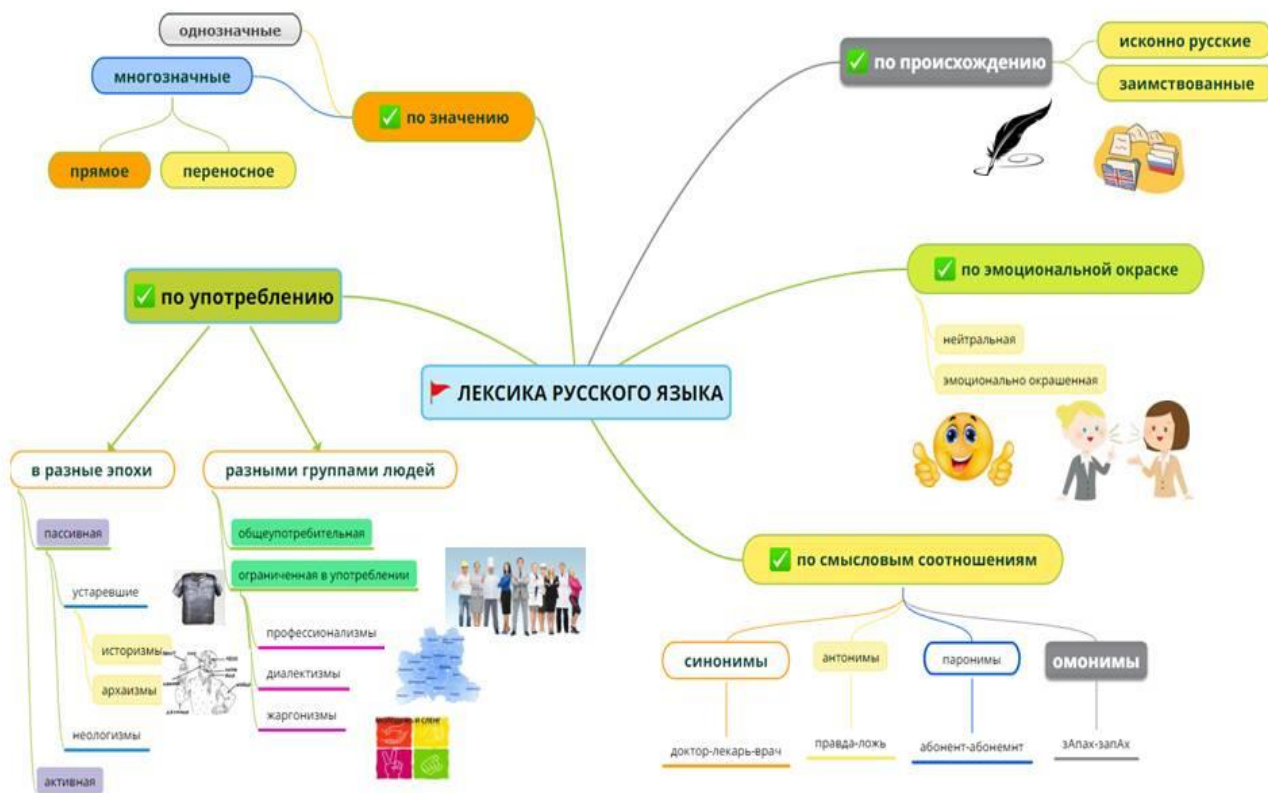 однозначные
многозначные
прямое
переносное
по значению
по происхождению
исконно русские
заимствованные
по употреблению
по эмоциональной окраске
нейтральная
эмоционально окрашенная
ЛЕКСИКА РУССКОГО ЯЗЫКА
в разные эпохи
пассивная
устаревшие
историзмы
архаизмы
неологизмы
активная
разными группами людей
общеупотребительная
ограниченная в употреблении
профессионализмы
диалектизмы
жаргонизмы
СЛЕНГ
по смысловым соотношениям
синонимы
антонимы
паронимы
омонимы
доктор-лекарь-врач
правда-ложь
абонент-абонемнт
зАпах-запАх